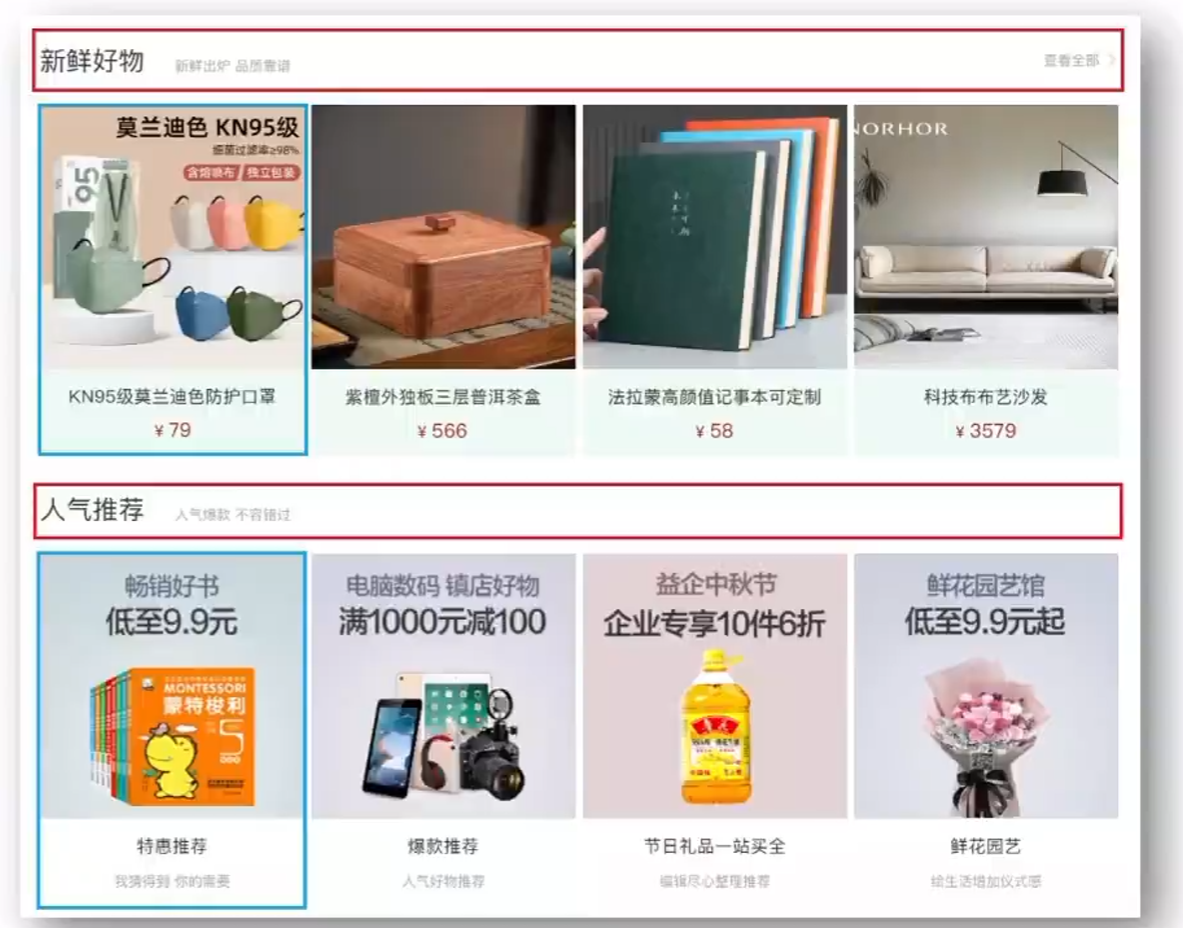 新鲜好物
新鲜出炉 品质靠谱
查看全部
莫兰迪色 KN95级
细菌过滤率≥98%
含熔喷布 / 独立包装
95
NORHOR
KN95级莫兰迪色防护口罩
紫檀外独板三层普洱茶盒
法拉蒙高颜值记事本可定制
科技布布艺沙发
¥ 79
¥ 566
¥ 58
¥ 3579
人气推荐
人气爆款 不容错过
畅销好书
低至9.9元
电脑数码 镇店好物
满1000元减100
益企中秋节
企业专享10件6折
鲜花园艺馆
低至9.9元起
MONTESSORI
蒙特梭利
5
特惠推荐
爆款推荐
节日礼品一站买全
鲜花园艺
我猜得到 你的需要
人气好物推荐
编辑尽心整理推荐
给生活增加仪式感